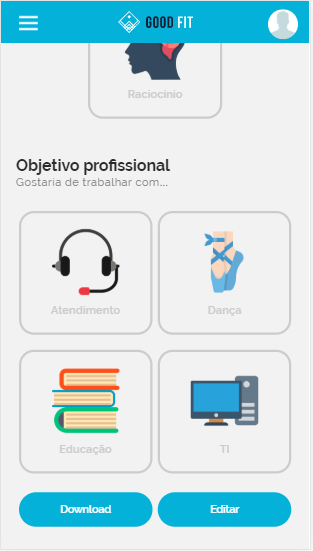 GOOD FIT
Raciocínio
Objetivo profissional
Gostaria de trabalhar com...
Atendimento
Dança
Educação
TI
Download
Editar